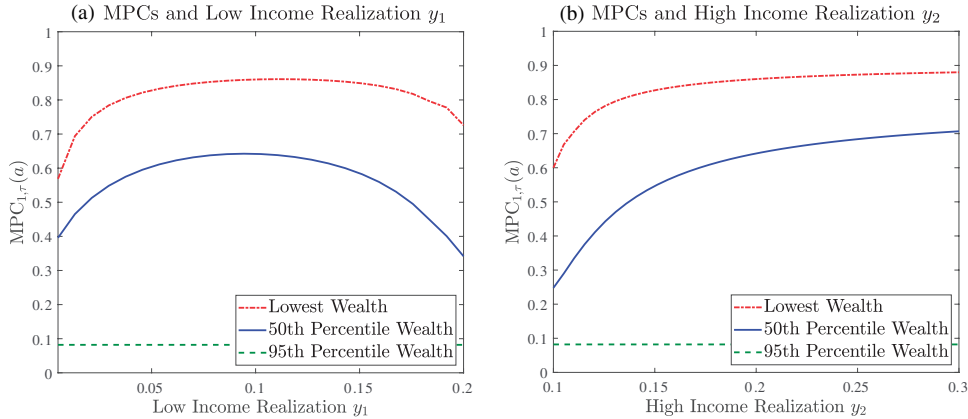 (a) MPCs and Low Income Realization y₁
1
0.9
0.8
0.7
0.6
0.5
0.4
0.3
0.2
0.1
0
MPC₁,τ(a)
0.05 0.1 0.15 0.2
Low Income Realization y₁
Lowest Wealth
50th Percentile Wealth
95th Percentile Wealth
(b) MPCs and High Income Realization y₂
1
0.9
0.8
0.7
0.6
0.5
0.4
0.3
0.2
0.1
0
MPC₁,τ(a)
0.1 0.15 0.2 0.25 0.3
High Income Realization y₂
Lowest Wealth
50th Percentile Wealth
95th Percentile Wealth